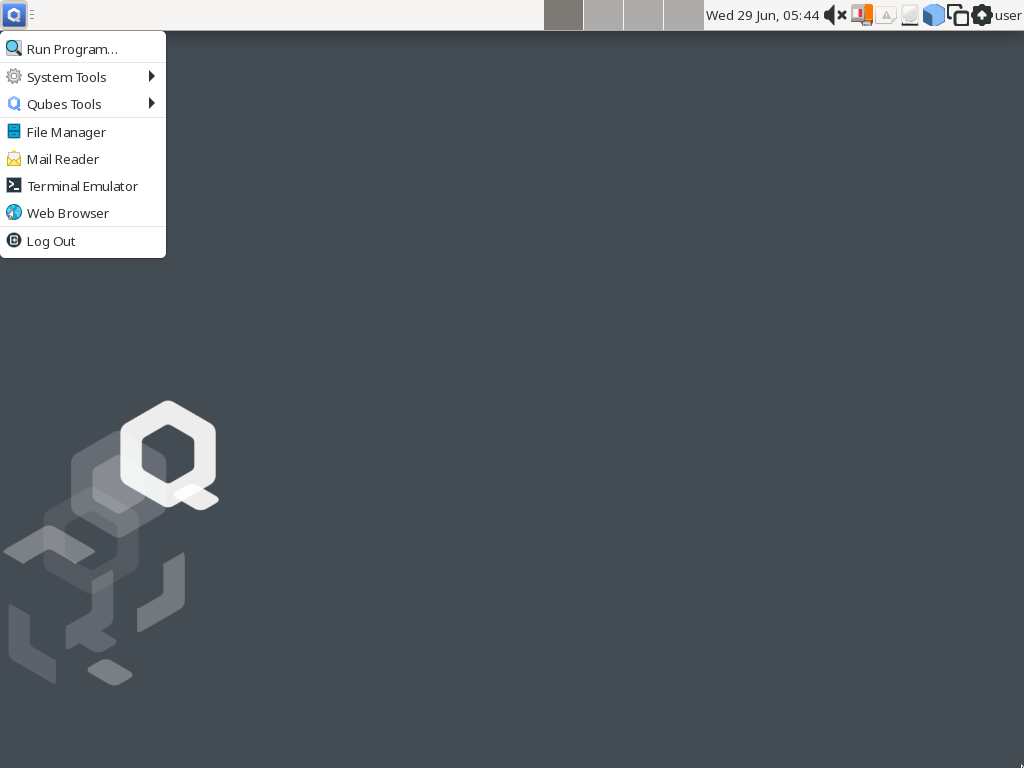 Wed 29 Jun, 05:44
user
Run Program...
System Tools
Qubes Tools
File Manager
Mail Reader
Terminal Emulator
Web Browser
Log Out